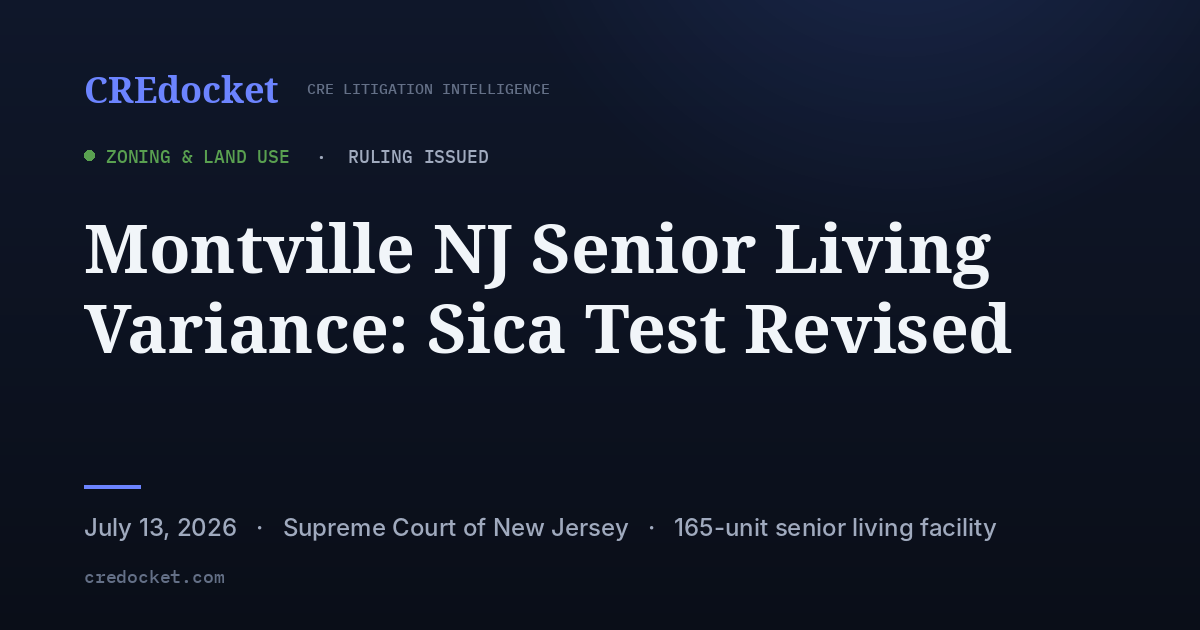 CREdocket CRE LITIGATION INTELLIGENCE
ZONING & LAND USE · RULING ISSUED
Montville NJ Senior Living
Variance: Sica Test Revised
July 13, 2026 · Supreme Court of New Jersey · 165-unit senior living facility
credocket.com